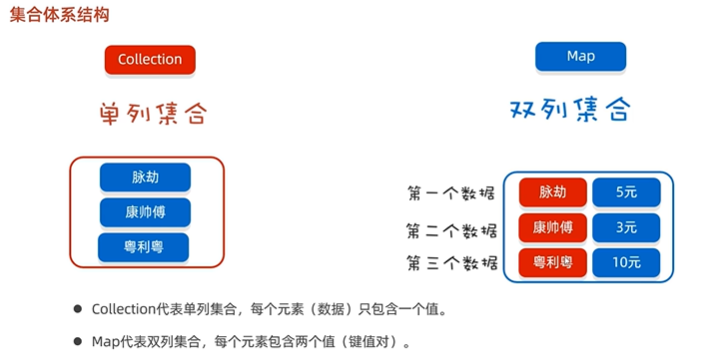 集合体系结构
Collection
Map
单列集合
双列集合
脉劫
康帅傅
粤利粤
第一个数据 脉劫 5元
第二个数据 康帅傅 3元
第三个数据 粤利粤 10元
● Collection代表单列集合，每个元素（数据）只包含一个值。
● Map代表双列集合，每个元素包含两个值（键值对）。